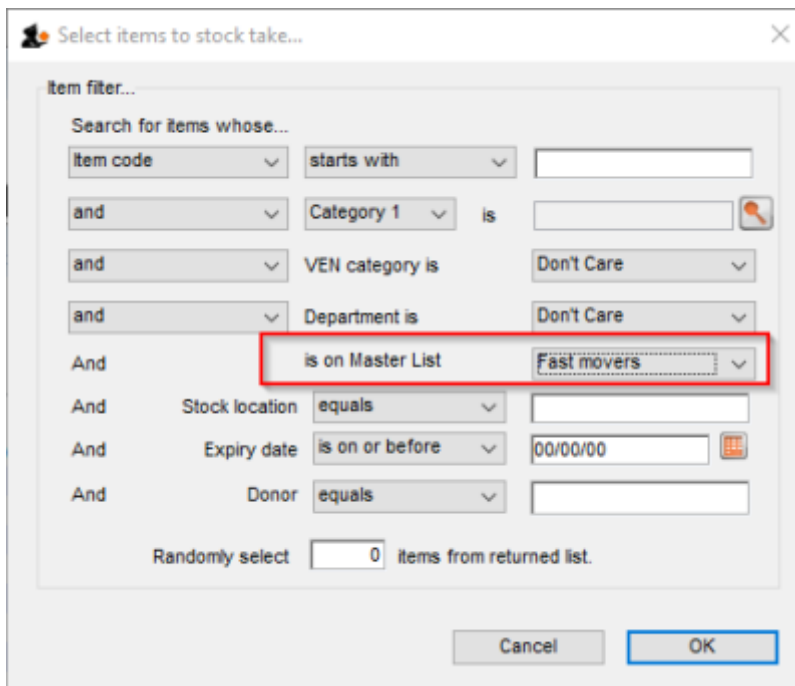 Select items to stock take...
Item filter...
Search for items whose...
Item code starts with
and Category 1 is
and VEN category is Don't Care
and Department is Don't Care
And is on Master List Fast movers
And Stock location equals
And Expiry date is on or before 00/00/00
And Donor equals
Randomly select 0 items from returned list.
Cancel OK